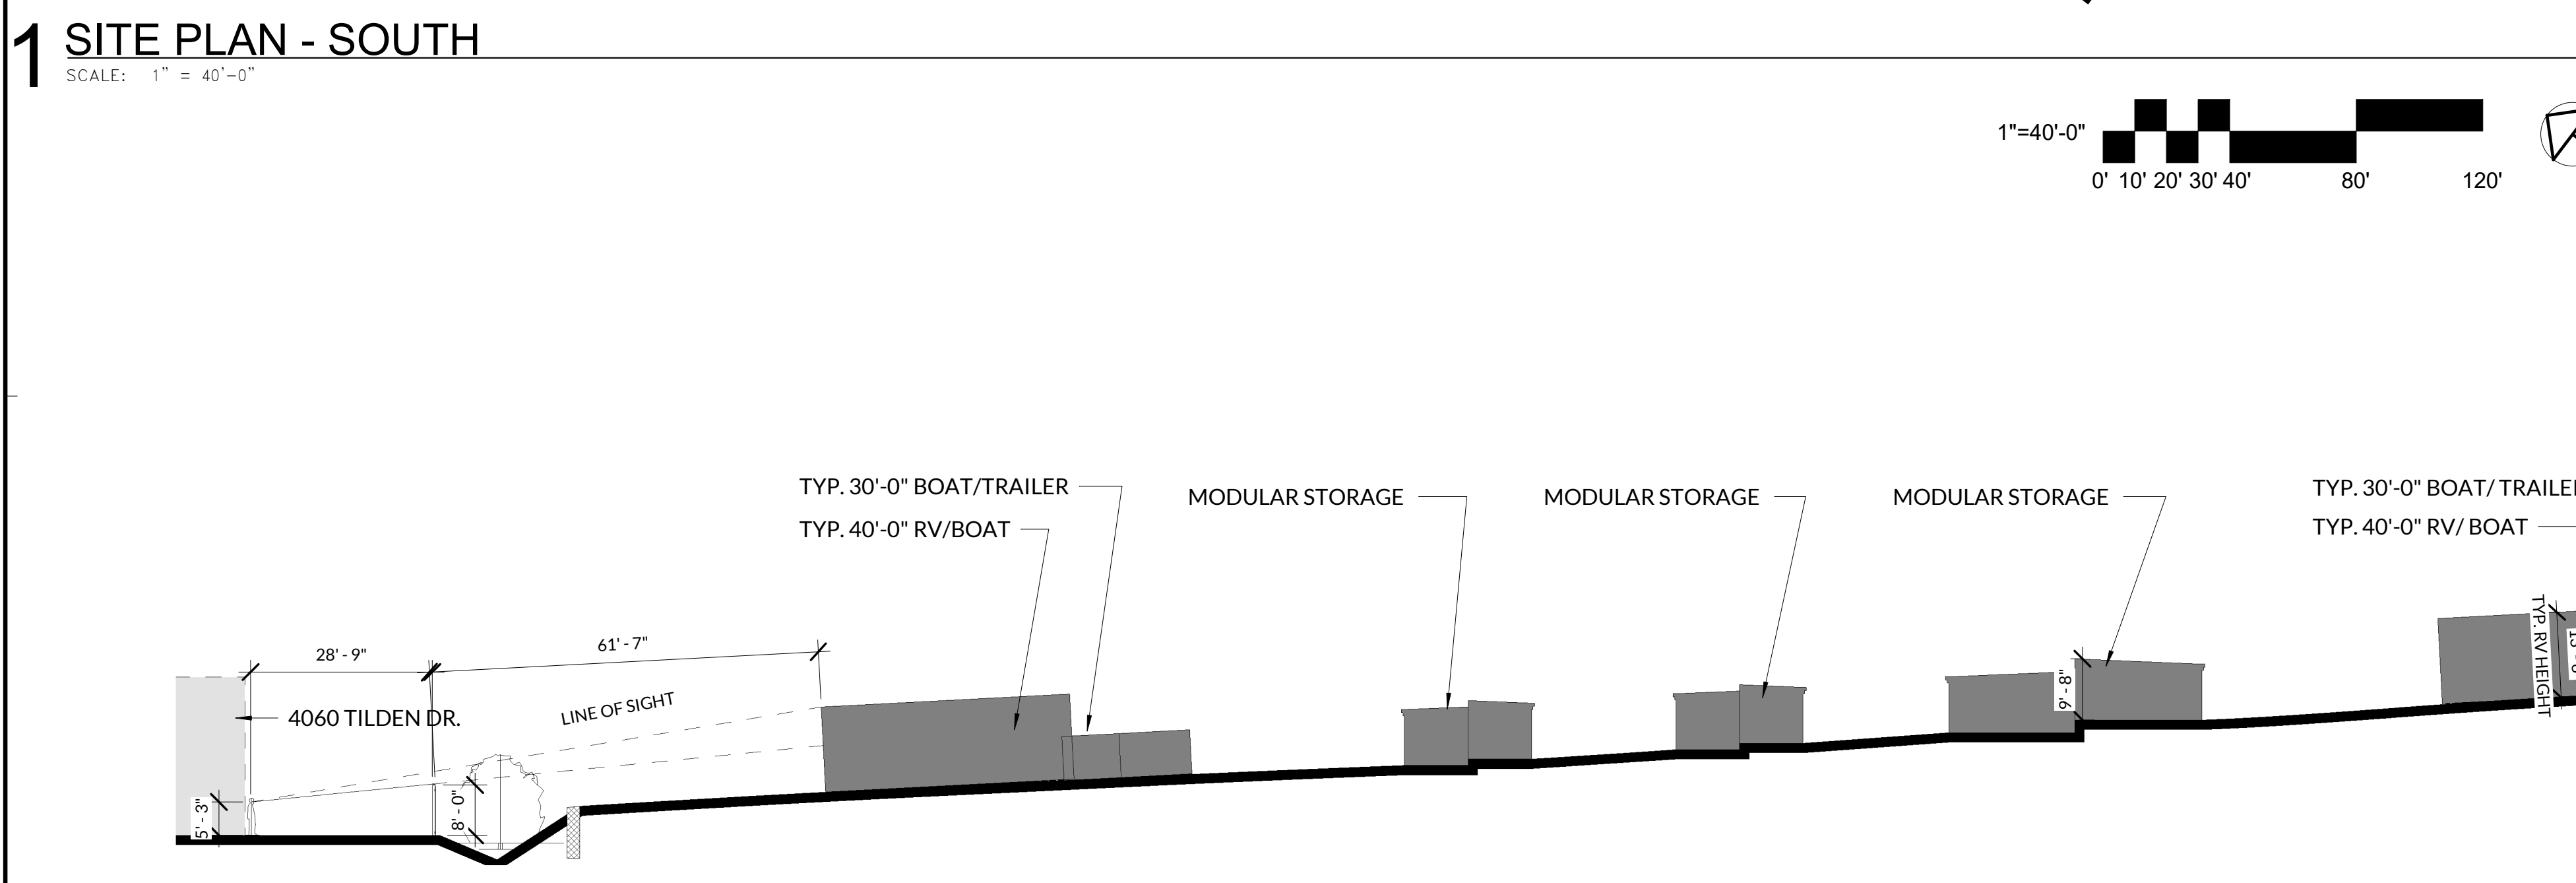 1 SITE PLAN - SOUTH
SCALE: 1" = 40'-0"
1"=40'-0"
0' 10' 20' 30' 40' 80' 120'
TYP. 30'-0" BOAT/TRAILER
TYP. 40'-0" RV/BOAT
MODULAR STORAGE
MODULAR STORAGE
MODULAR STORAGE
TYP. 30'-0" BOAT/ TRAILE
TYP. 40'-0" RV/ BOAT
28' - 9"
61' - 7"
LINE OF SIGHT
4060 TILDEN DR.
5' - 3"
8' - 0"
9' - 8"
TYP. RV HEIGHT